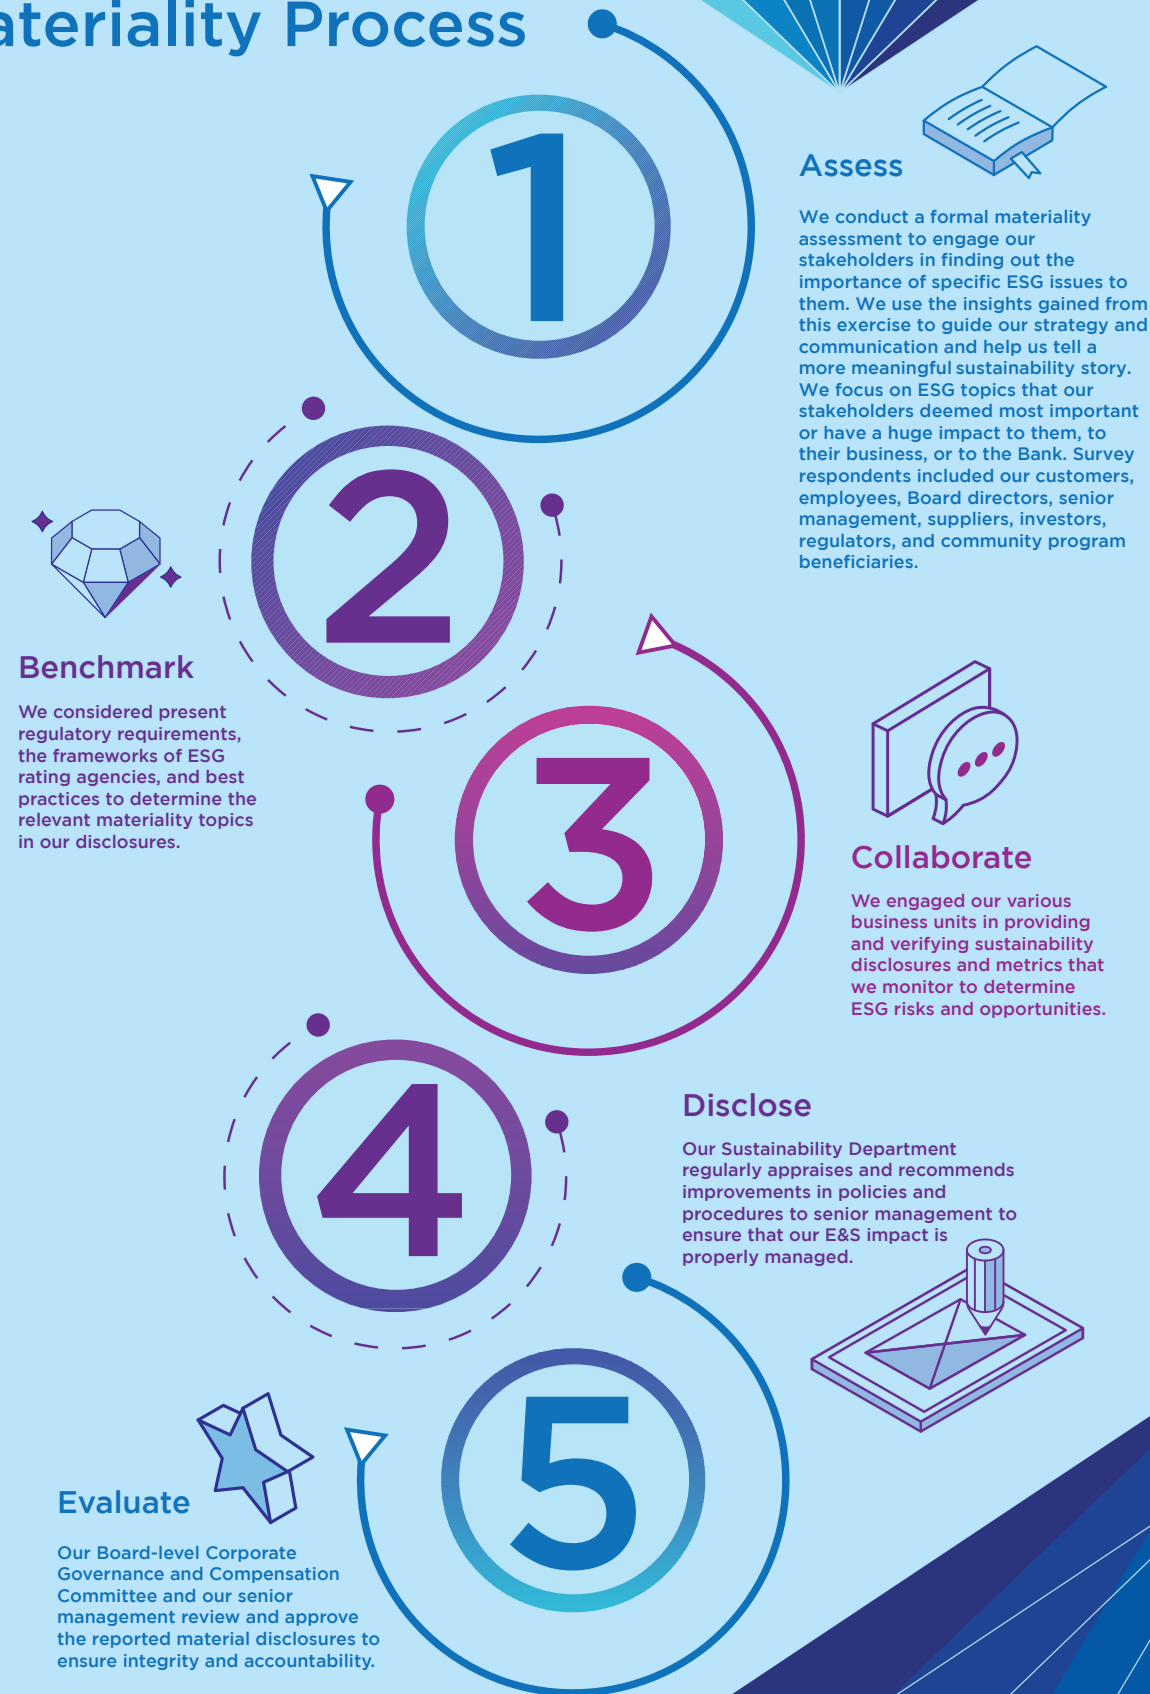 ateriality Process
1
Assess
We conduct a formal materiality
assessment to engage our
stakeholders in finding out the
importance of specific ESG issues to
them. We use the insights gained from
this exercise to guide our strategy and
communication and help us tell a
more meaningful sustainability story.
We focus on ESG topics that our
stakeholders deemed most important
or have a huge impact to them, to
their business, or to the Bank. Survey
respondents included our customers,
employees, Board directors, senior
management, suppliers, investors,
regulators, and community program
beneficiaries.
2
Benchmark
We considered present
regulatory requirements,
the frameworks of ESG
rating agencies, and best
practices to determine the
relevant materiality topics
in our disclosures.
3
Collaborate
We engaged our various
business units in providing
and verifying sustainability
disclosures and metrics that
we monitor to determine
ESG risks and opportunities.
4
Disclose
Our Sustainability Department
regularly appraises and recommends
improvements in policies and
procedures to senior management to
ensure that our E&S impact is
properly managed.
5
Evaluate
Our Board-level Corporate
Governance and Compensation
Committee and our senior
management review and approve
the reported material disclosures to
ensure integrity and accountability.